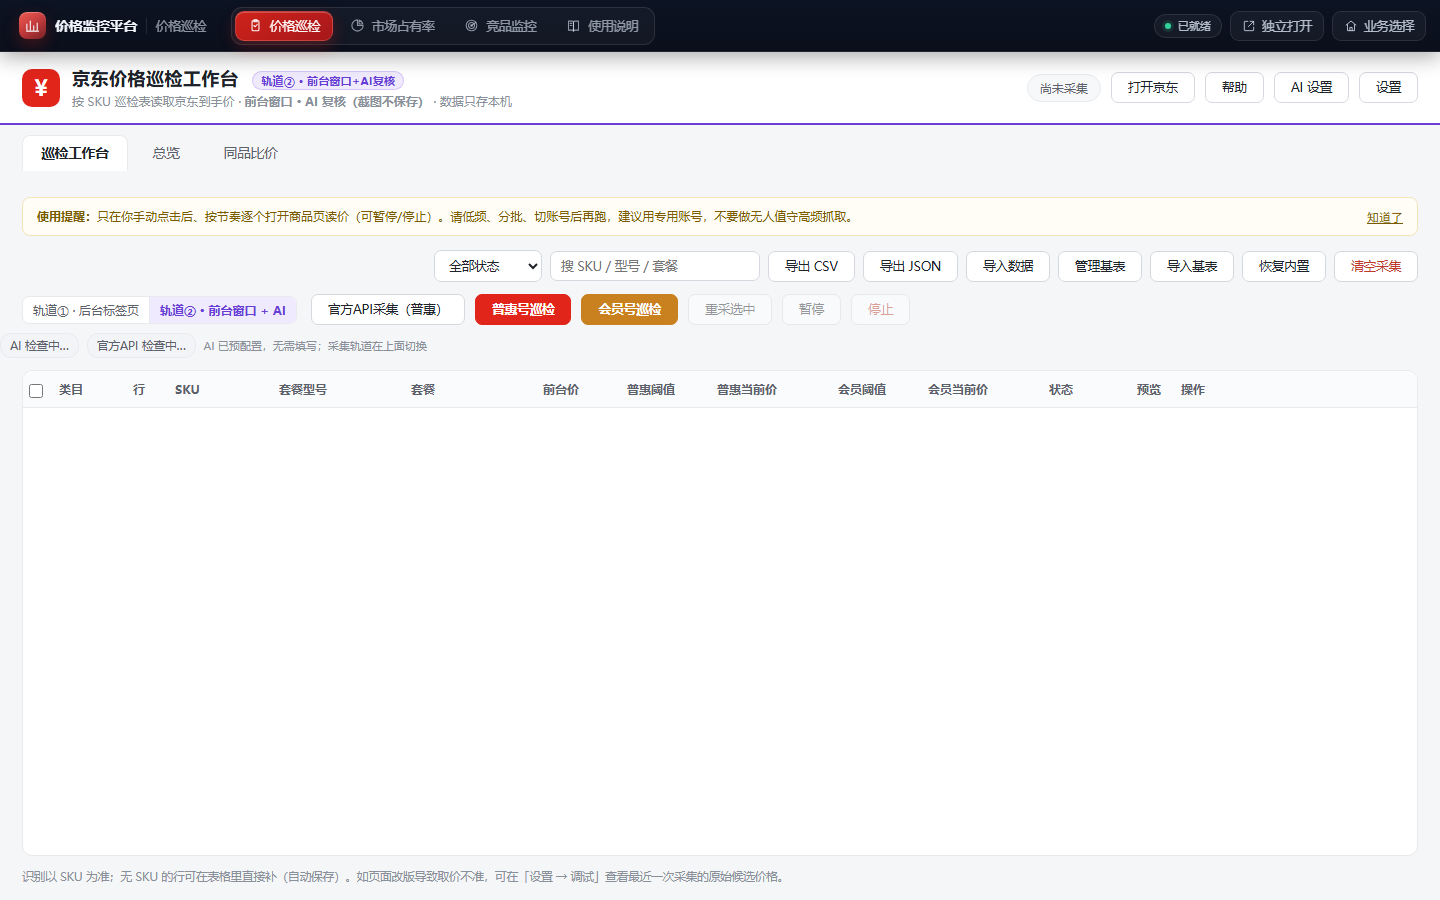 价格监控平台 价格巡检 价格巡检 市场占有率 竞品监控 使用说明 已就绪 独立打开 业务选择
¥ 京东价格巡检工作台 轨道②·前台窗口+AI复核
按 SKU 巡检表读取京东到手价 · 前台窗口 • AI 复核（截图不保存） · 数据只存本机
尚未采集 打开京东 帮助 AI 设置 设置
巡检工作台 总览 同品比价
使用提醒：只在你手动点击后、按节奏逐个打开商品页读价（可暂停/停止）。请低频、分批、切账号后再跑，建议用专用账号，不要做无人值守高频抓取。 知道了
全部状态 搜 SKU / 型号 / 套餐 导出 CSV 导出 JSON 导入数据 管理基表 导入基表 恢复内置 清空采集
轨道① · 后台标签页 轨道② • 前台窗口 + AI 官方API采集（普惠） 普惠号巡检 会员号巡检 重采选中 暂停 停止
AI 检查中... 官方API 检查中... AI 已预配置，无需填写；采集轨道在上面切换
类目 行 SKU 套餐型号 套餐 前台价 普惠阈值 普惠当前价 会员阈值 会员当前价 状态 预览 操作
识别以 SKU 为准；无 SKU 的行可在表格里直接补（自动保存）。如页面改版导致取价不准，可在「设置 → 调试」查看最近一次采集的原始候选价格。